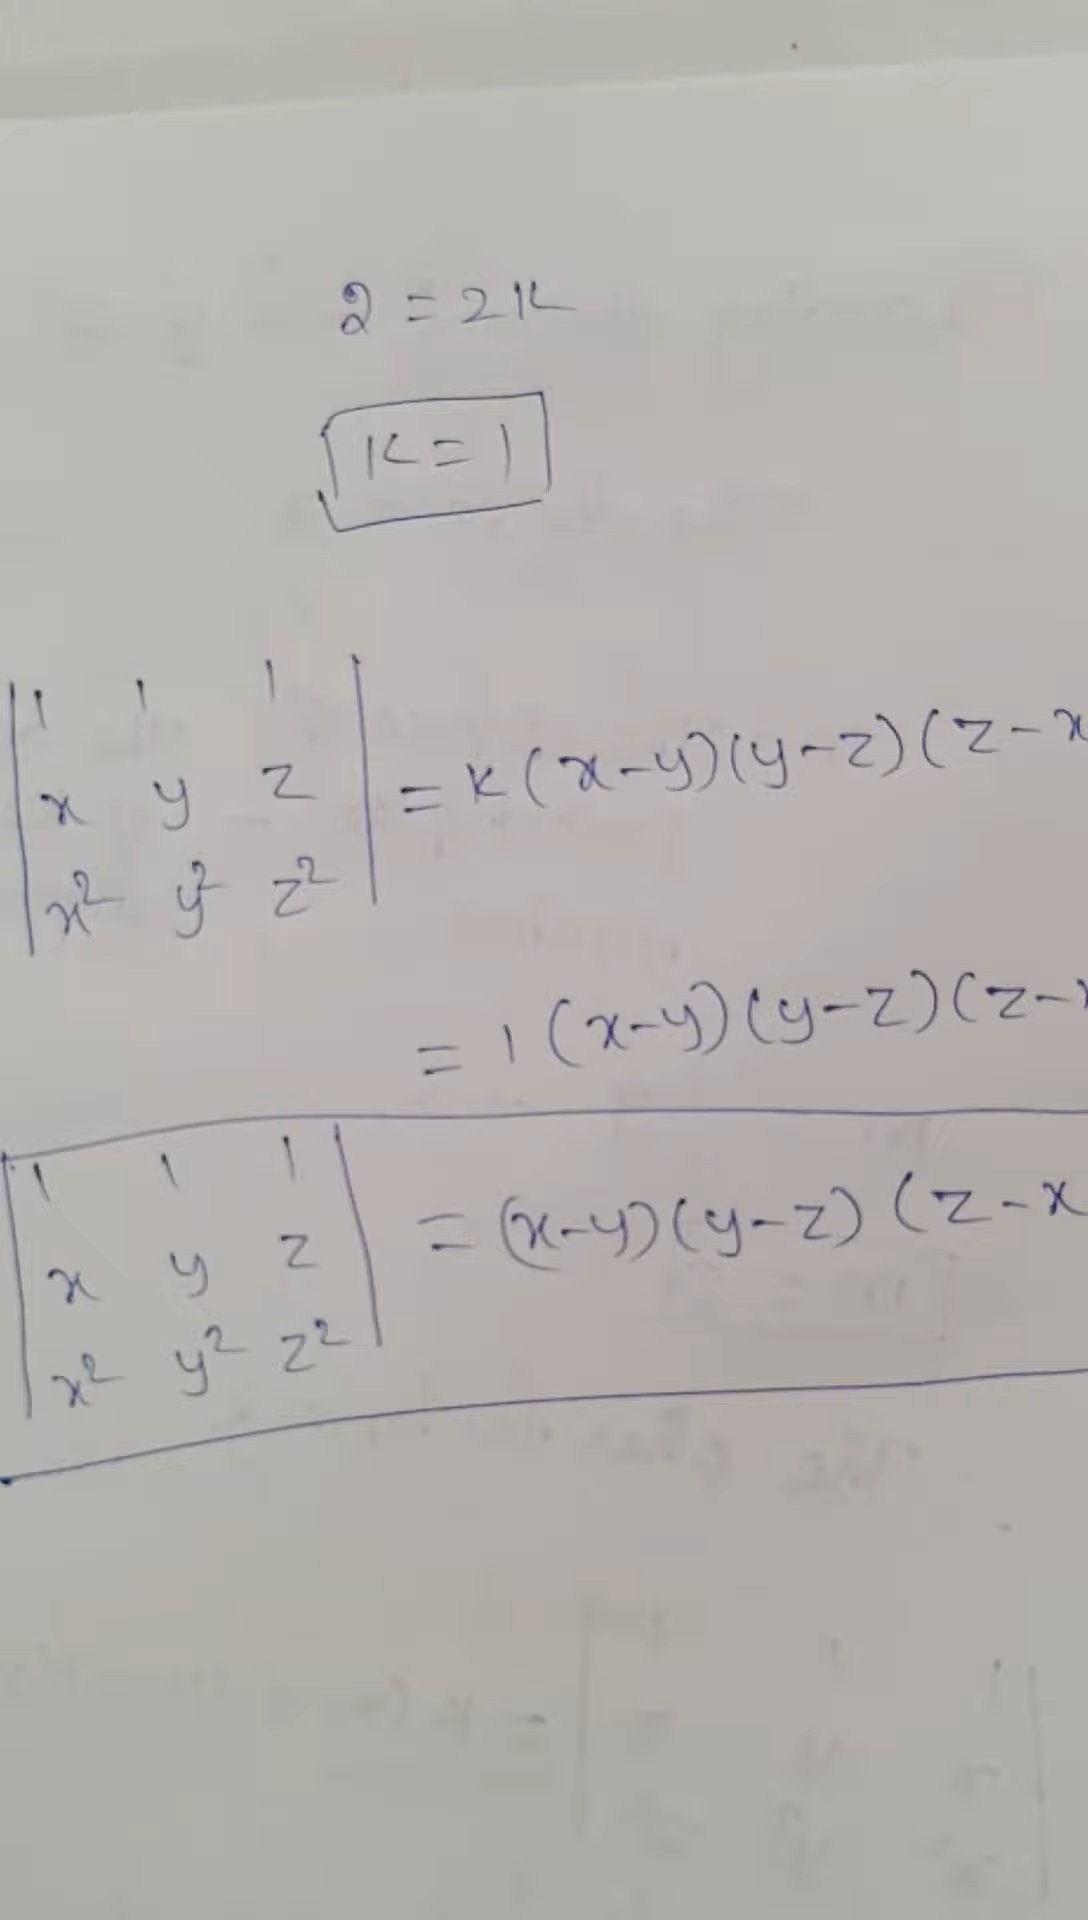 2 = 2K
K = 1
| 1 1 1 |
| x y z | = K (x-y)(y-z)(z-x
| x² y² z² |
= 1 (x-y)(y-z)(z-x
| 1 1 1 |
| x y z | = (x-y)(y-z)(z-x
| x² y² z² |